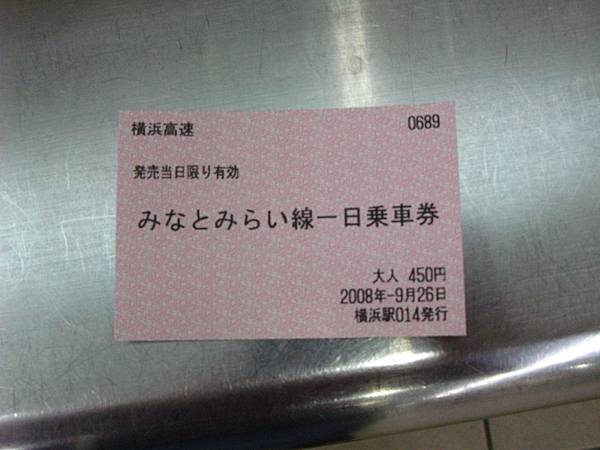 横浜高速
0689
発売当日限り有効
みなとみらい線一日乗車券
大人 450円
2008年-9月26日
横浜駅014発行